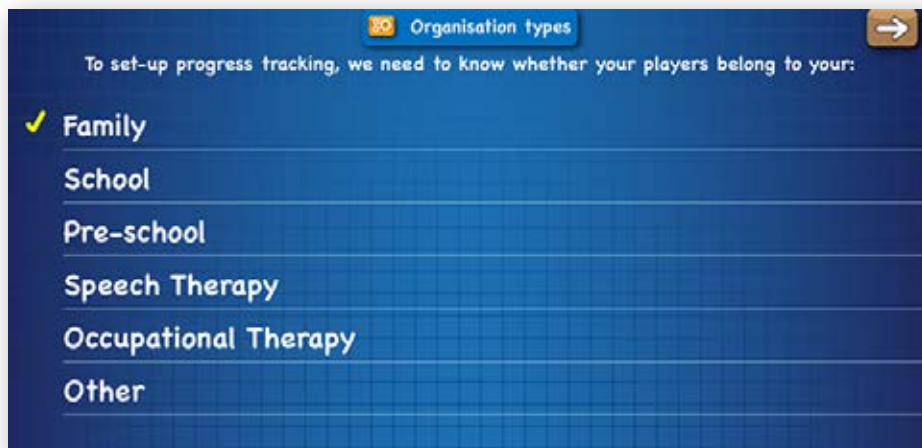 Organisation types
To set-up progress tracking, we need to know whether your players belong to your:
Family
School
Pre-school
Speech Therapy
Occupational Therapy
Other